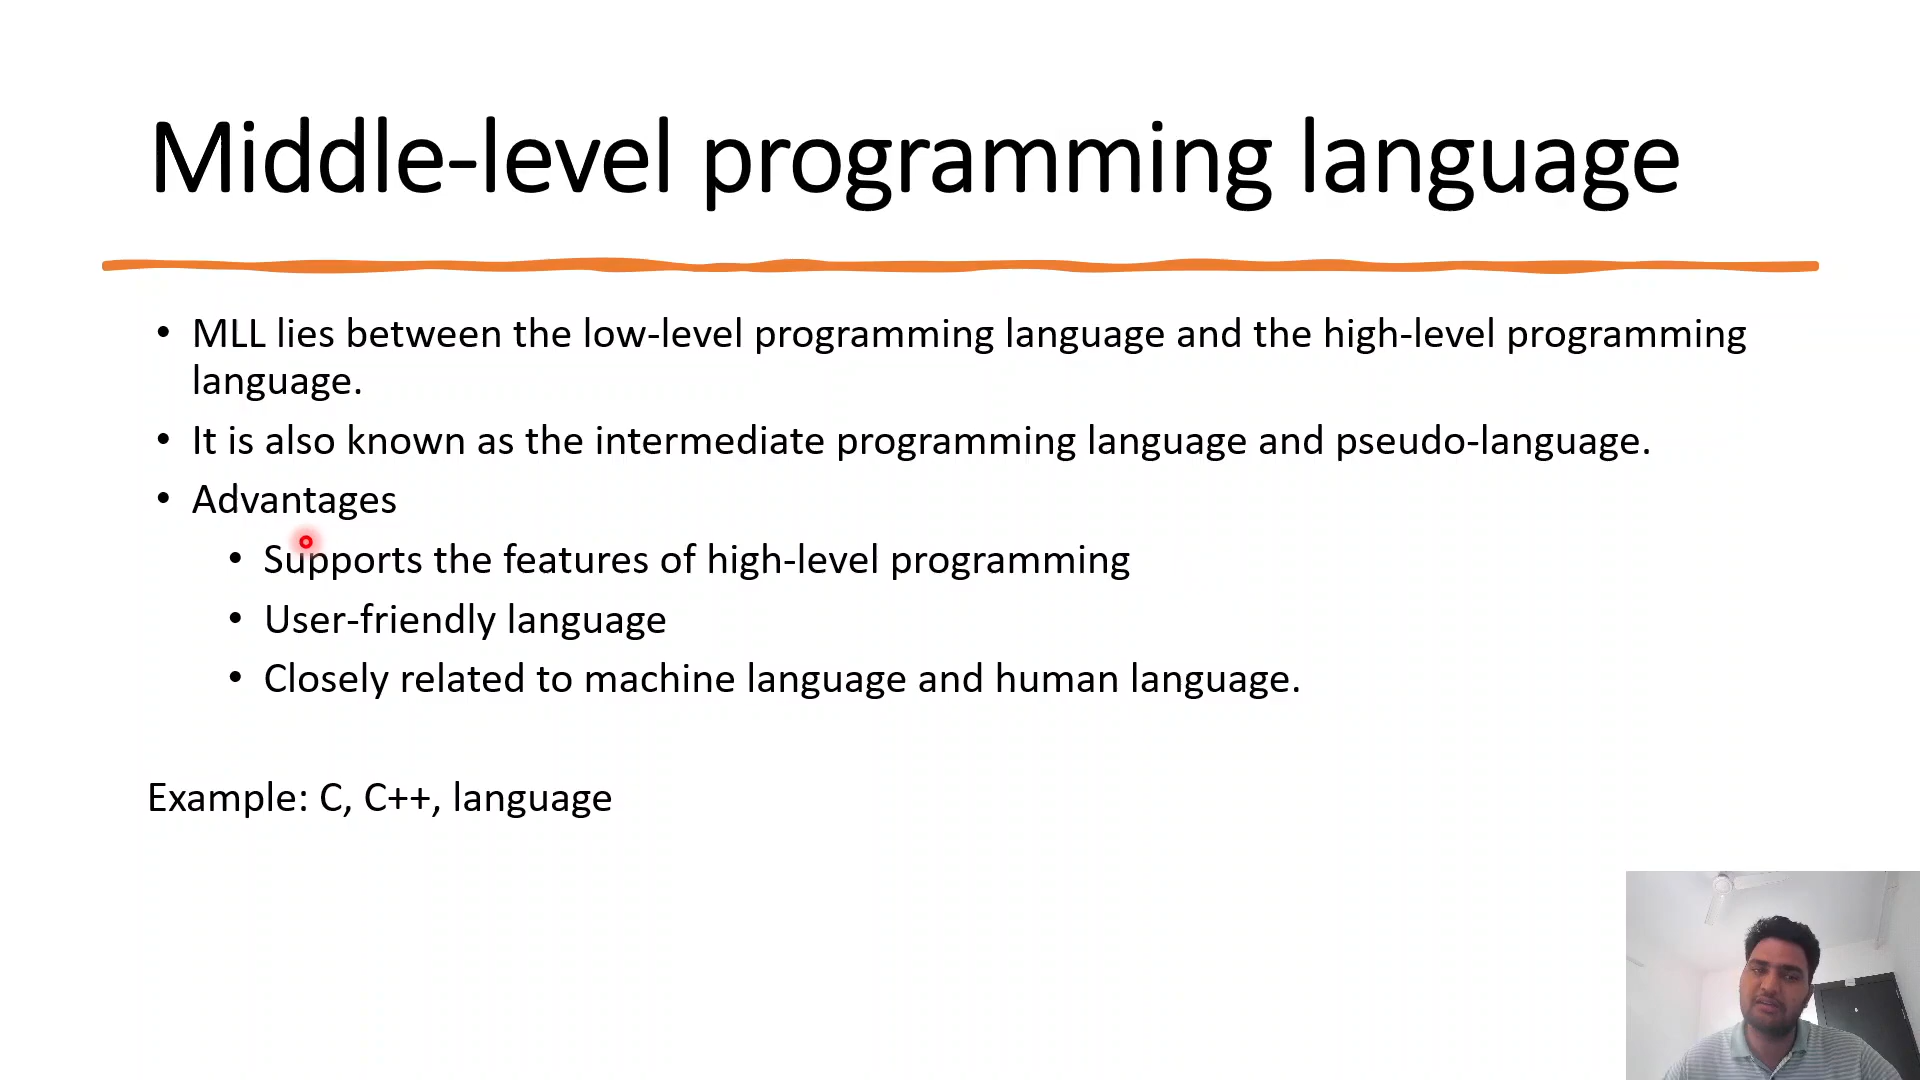 Middle-level programming language
• MLL lies between the low-level programming language and the high-level programming
language.
• It is also known as the intermediate programming language and pseudo-language.
• Advantages
• Supports the features of high-level programming
• User-friendly language
• Closely related to machine language and human language.
Example: C, C++, language